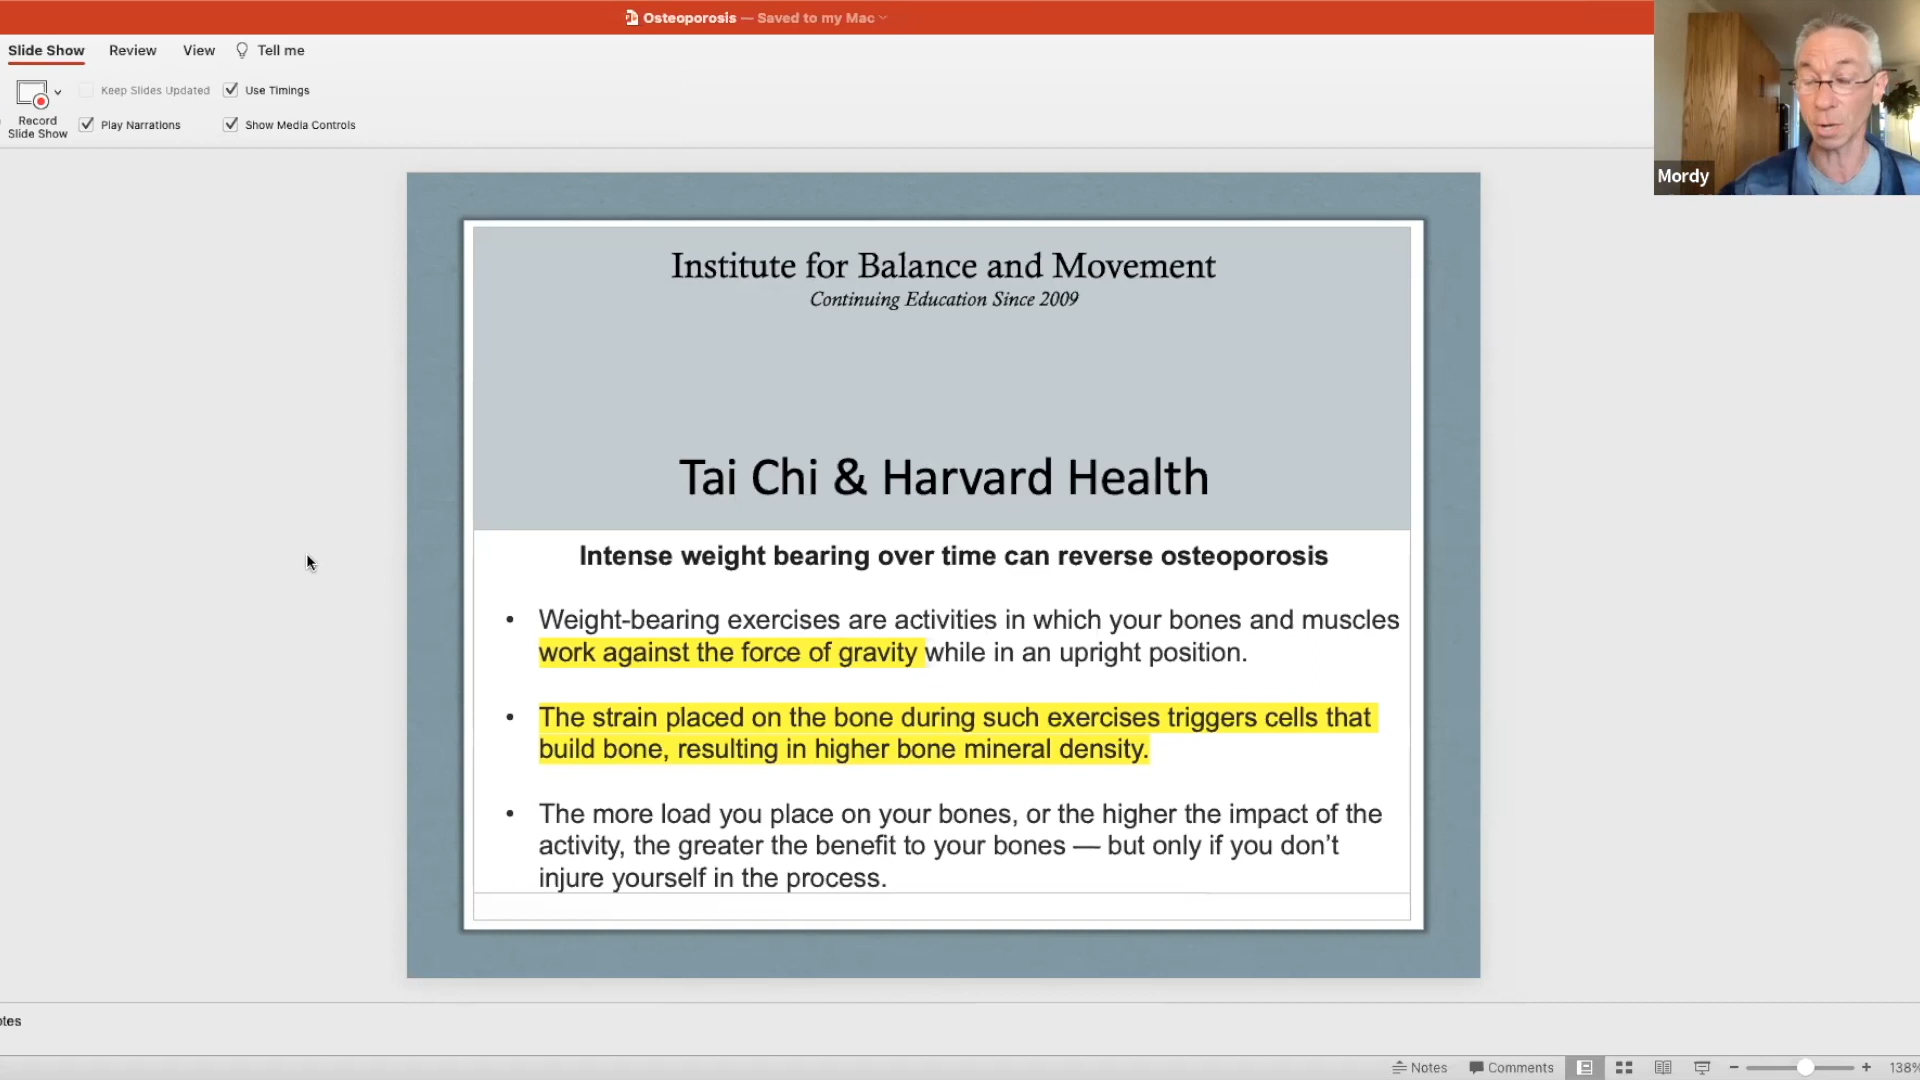 Osteoporosis — Saved to my Mac
Slide Show Review View Tell me
Keep Slides Updated Use Timings
Record Slide Show
Play Narrations Show Media Controls
Mordy
Institute for Balance and Movement
Continuing Education Since 2009
Tai Chi & Harvard Health
Intense weight bearing over time can reverse osteoporosis
• Weight-bearing exercises are activities in which your bones and muscles
work against the force of gravity while in an upright position.
• The strain placed on the bone during such exercises triggers cells that
build bone, resulting in higher bone mineral density.
• The more load you place on your bones, or the higher the impact of the
activity, the greater the benefit to your bones — but only if you don’t
injure yourself in the process.
otes
Notes Comments 138%